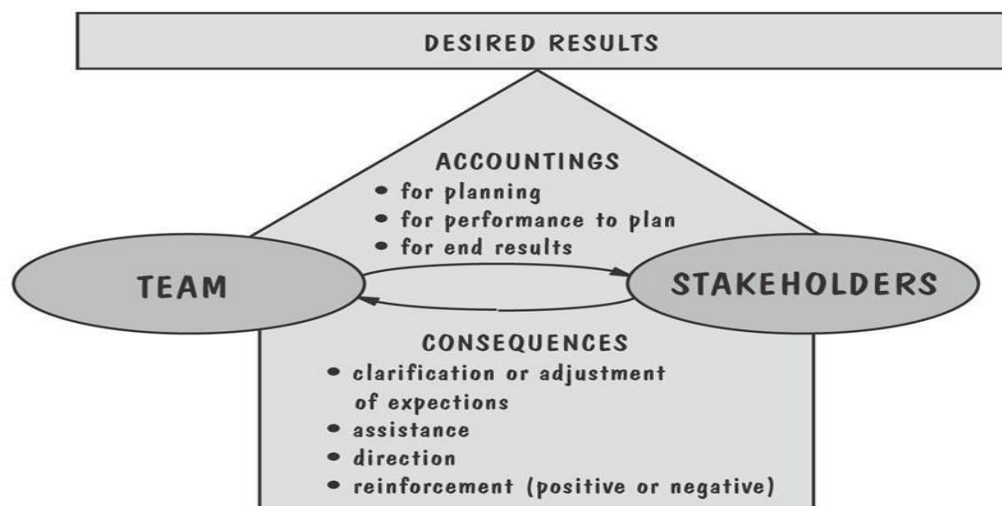 DESIRED RESULTS
ACCOUNTINGS
• for planning
• for performance to plan
• for end results
TEAM
STAKEHOLDERS
CONSEQUENCES
• clarification or adjustment
of expections
• assistance
• direction
• reinforcement (positive or negative)